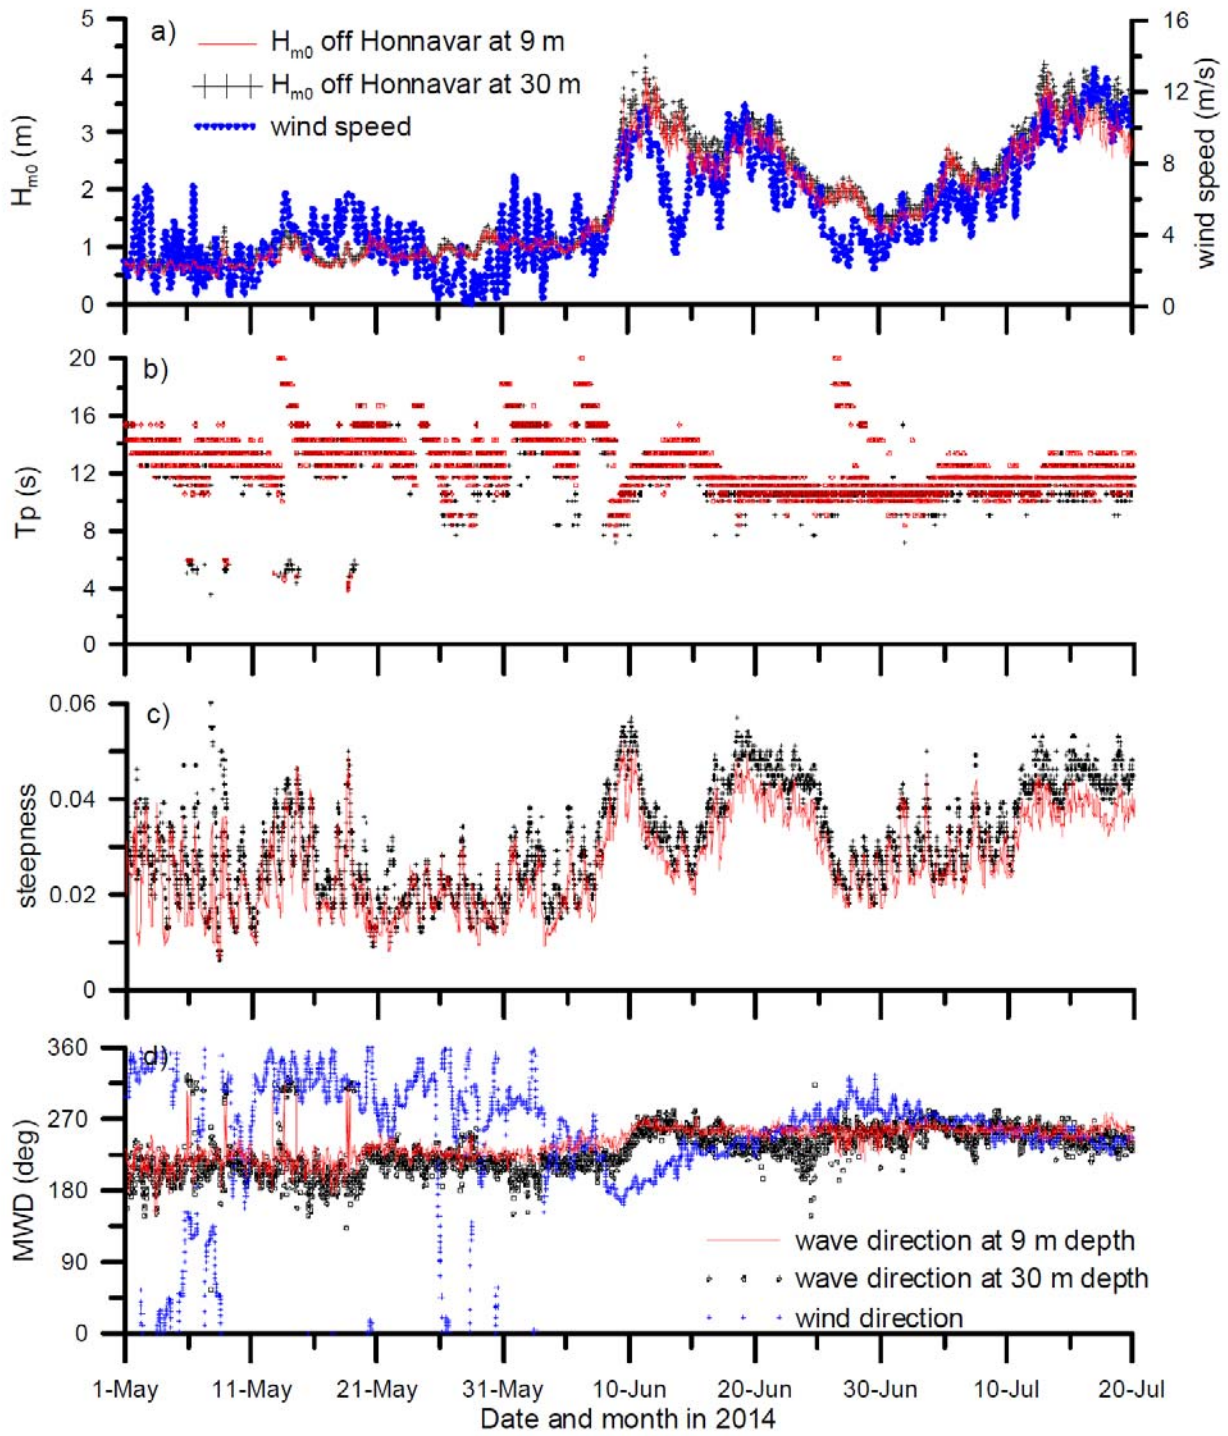 a)
H_m0 off Honnavar at 9 m
H_m0 off Honnavar at 30 m
wind speed
H_m0 (m)
5
4
3
2
1
0
wind speed (m/s)
16
12
8
4
0
b)
Tp (s)
20
16
12
8
4
0
c)
steepness
0.06
0.04
0.02
0
d)
MWD (deg)
360
270
180
90
0
wave direction at 9 m depth
wave direction at 30 m depth
wind direction
1-May 11-May 21-May 31-May 10-Jun 20-Jun 30-Jun 10-Jul 20-Jul
Date and month in 2014